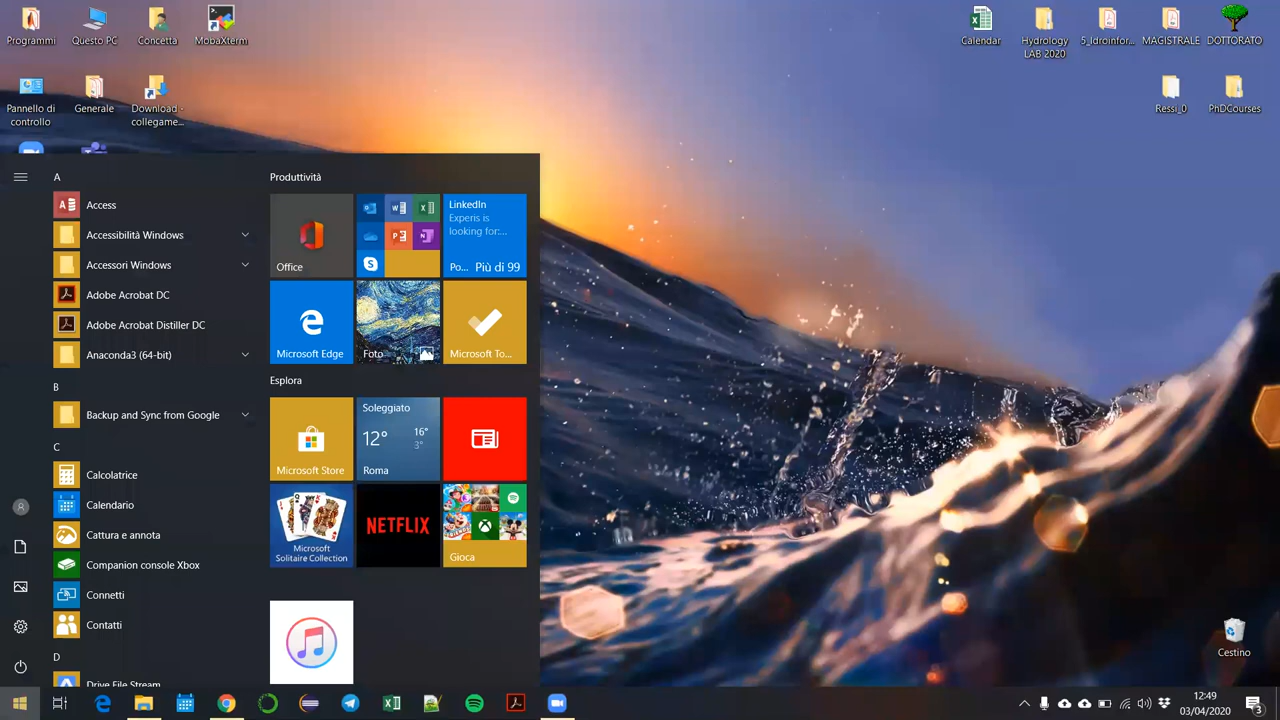 Programmi
Questo PC
Concetta
MobaXterm
Calendar
Hydrology
LAB 2020
5_Idroinfor...
MAGISTRALE
DOTTORATO
Pannello di
controllo
Generale
Download -
collegame...
Ressi_0
PhDCourses
A
Access
Accessibilità Windows
Accessori Windows
Adobe Acrobat DC
Adobe Acrobat Distiller DC
Anaconda3 (64-bit)
B
Backup and Sync from Google
C
Calcolatrice
Calendario
Cattura e annota
Companion console Xbox
Connetti
Contatti
D
Drive File Stream
Produttività
Office
LinkedIn
Experis is
looking for:...
Po... Più di 99
Microsoft Edge
Foto
Microsoft To...
Esplora
Microsoft Store
Soleggiato
12° 16°
3°
Roma
Microsoft
Solitaire Collection
NETFLIX
Gioca
Cestino
12:49
03/04/2020
3